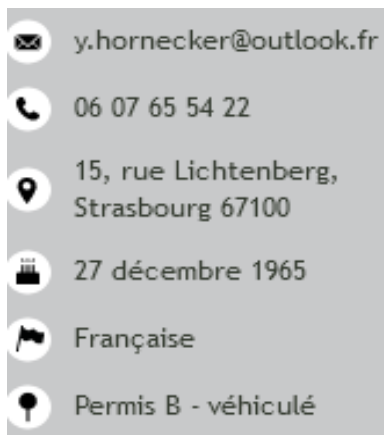 y.hornecker@outlook.fr
06 07 65 54 22
15, rue Lichtenberg,
Strasbourg 67100
27 décembre 1965
Française
Permis B - véhiculé